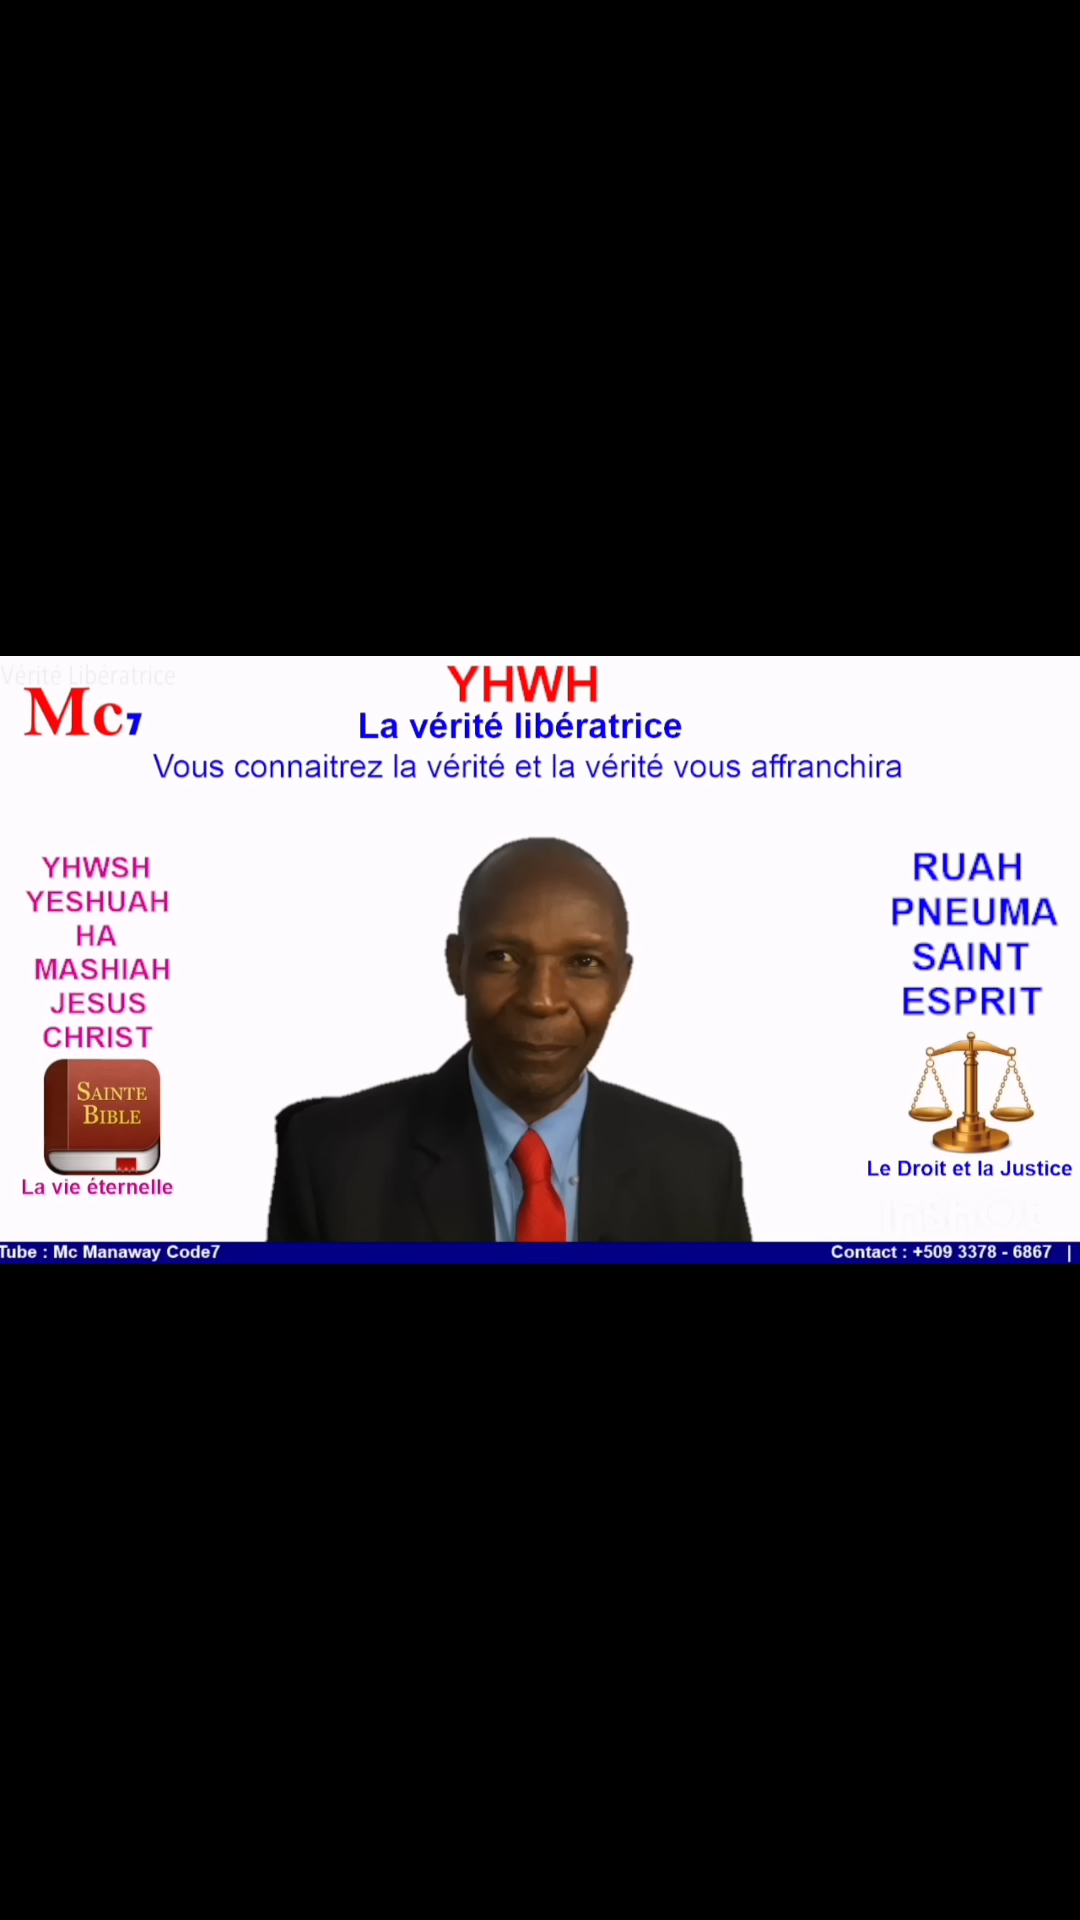 Vérité Libératrice
Mc7
YHWH
La vérité libératrice
Vous connaitrez la vérité et la vérité vous affranchira
YHWSH
YESHUAH
HA
MASHIAH
JESUS
CHRIST
SAINTE
BIBLE
La vie éternelle
RUAH
PNEUMA
SAINT
ESPRIT
Le Droit et la Justice
InShOt
Tube : Mc Manaway Code7
Contact : +509 3378 - 6867 |